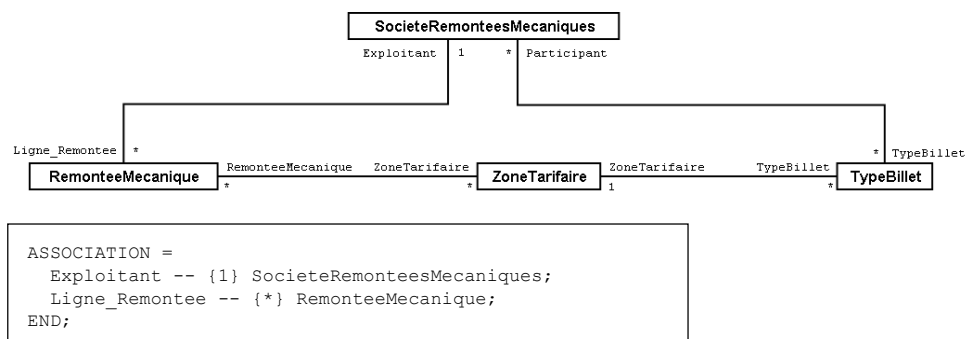 SocieteRemonteesMecaniques
Exploitant 1 * Participant
Ligne_Remontee * * TypeBillet
RemonteeMecanique RemonteeMecanique ZoneTarifaire ZoneTarifaire ZoneTarifaire TypeBillet TypeBillet
* * 1 *
ASSOCIATION =
Exploitant -- {1} SocieteRemonteesMecaniques;
Ligne_Remontee -- {*} RemonteeMecanique;
END;